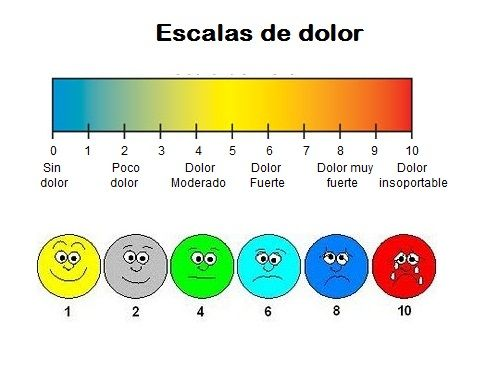 Escalas de dolor
0 1 2 3 4 5 6 7 8 9 10
Sin Poco Dolor Dolor Dolor muy Dolor
dolor dolor Moderado Fuerte fuerte insoportable
1 2 4 6 8 10